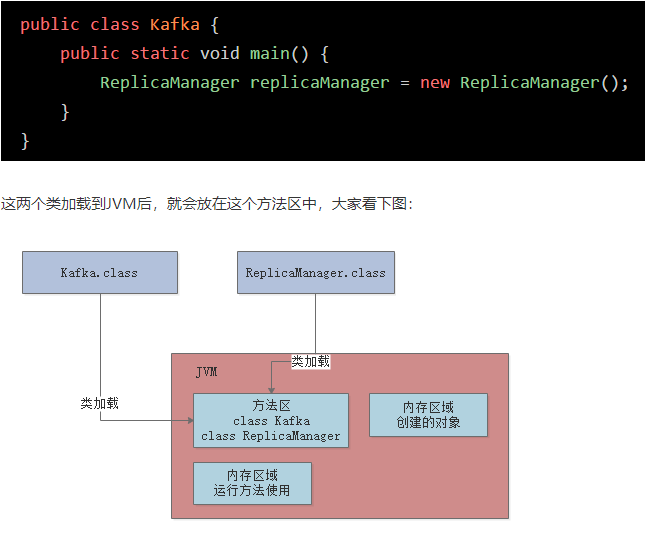 public class Kafka {
public static void main() {
ReplicaManager replicaManager = new ReplicaManager();
}
}
这两个类加载到JVM后，就会放在这个方法区中，大家看下图：
Kafka.class
ReplicaManager.class
类加载
JVM
类加载
方法区
class Kafka
class ReplicaManager
内存区域
创建的对象
内存区域
运行方法使用